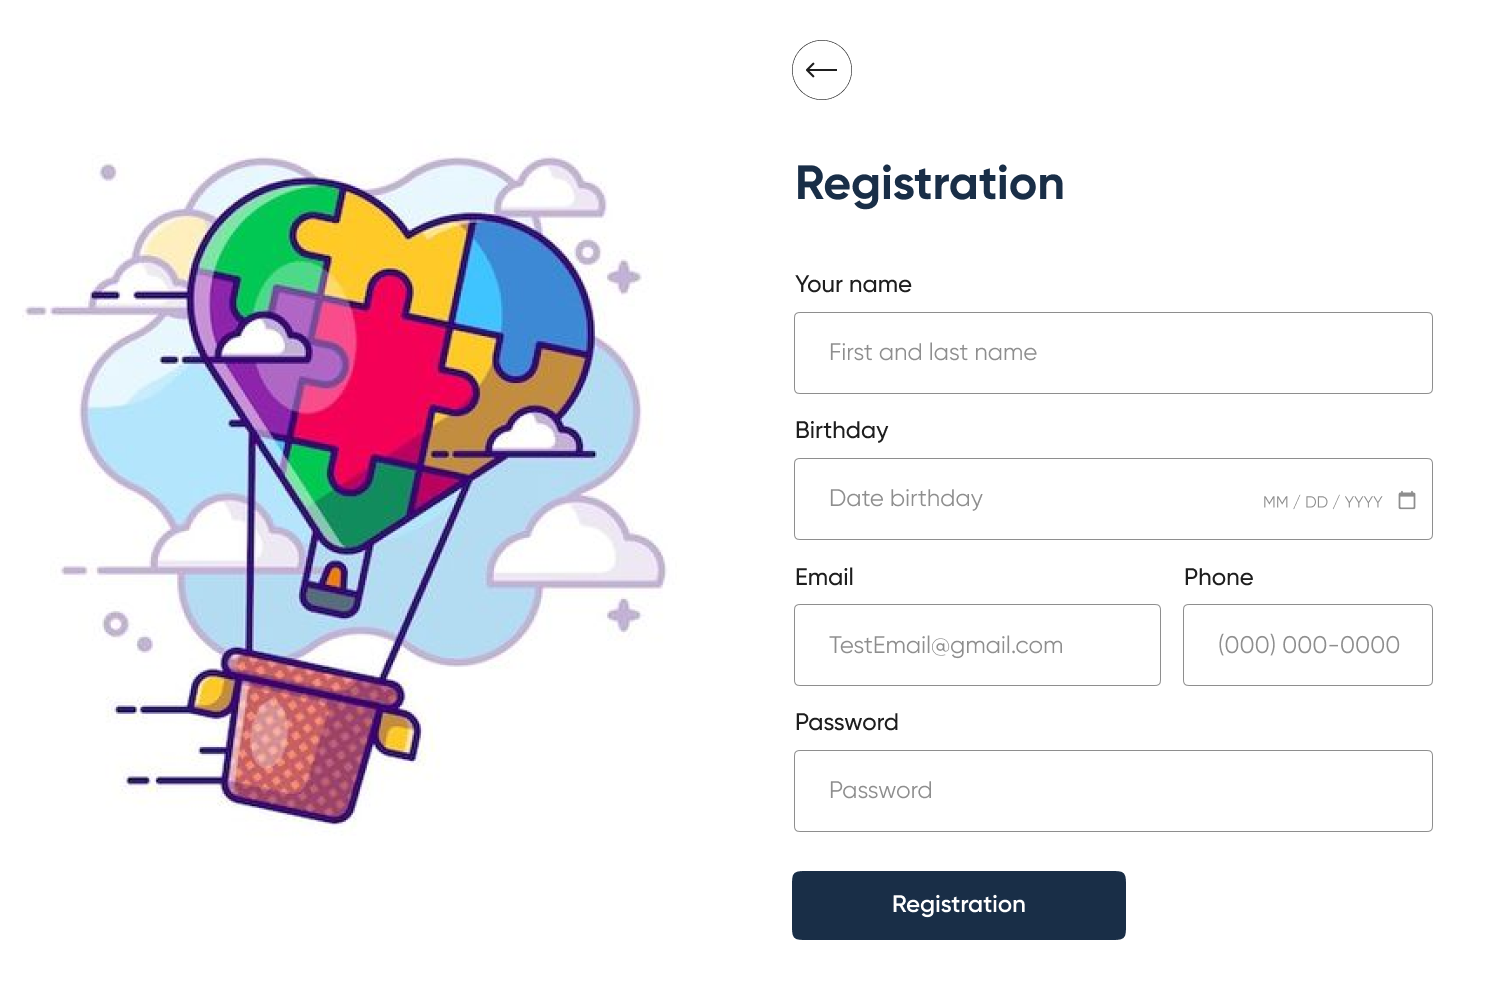 Registration
Your name
First and last name
Birthday
Date birthday MM / DD / YYYY
Email Phone
TestEmail@gmail.com (000) 000-0000
Password
Password
Registration